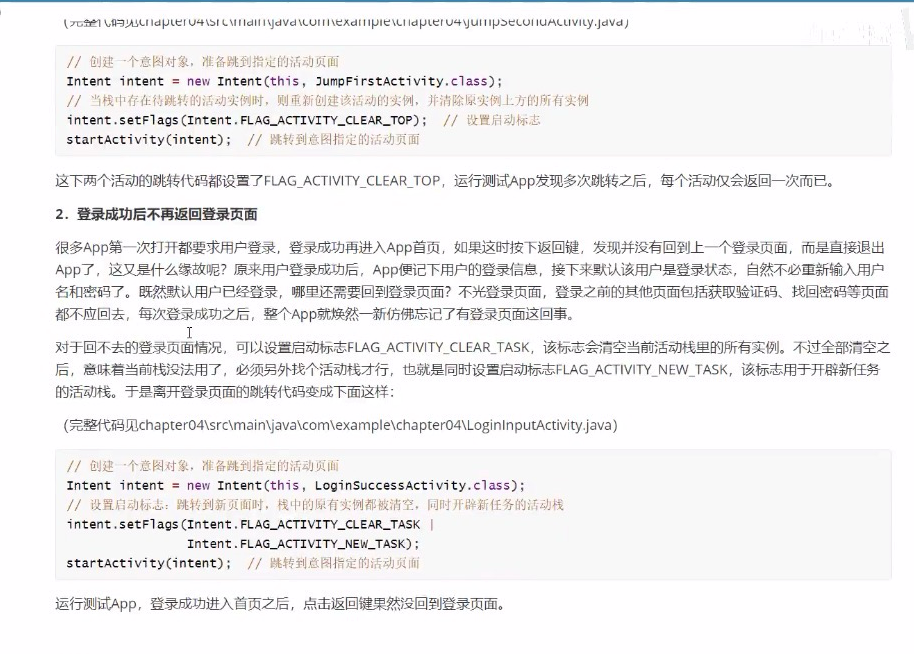 (完整代码见chapter04\src\main\java\com\example\chapter04\JumpSecondActivity.java)
// 创建一个意图对象，准备跳到指定的活动页面
Intent intent = new Intent(this, JumpFirstActivity.class);
// 当栈中存在待跳转的活动实例时，则重新创建该活动的实例，并清除原实例上方的所有实例
intent.setFlags(Intent.FLAG_ACTIVITY_CLEAR_TOP);  // 设置启动标志
startActivity(intent);  // 跳转到意图指定的活动页面
这下两个活动的跳转代码都设置了FLAG_ACTIVITY_CLEAR_TOP，运行测试App发现多次跳转之后，每个活动仅会返回一次而已。
2．登录成功后不再返回登录页面
很多App第一次打开都要求用户登录，登录成功再进入App首页，如果这时按下返回键，发现并没有回到上一个登录页面，而是直接退出
App了，这又是什么缘故呢？原来用户登录成功后，App便记下用户的登录信息，接下来默认该用户是登录状态，自然不必重新输入用户
名和密码了。既然默认用户已经登录，哪里还需要回到登录页面？不光登录页面，登录之前的其他页面包括获取验证码、找回密码等页面
都不应回去，每次登录成功之后，整个App就焕然一新仿佛忘记了有登录页面这回事。
对于回不去的登录页面情况，可以设置启动标志FLAG_ACTIVITY_CLEAR_TASK，该标志会清空当前活动栈里的所有实例。不过全部清空之
后，意味着当前栈没法用了，必须另外找个活动栈才行，也就是同时设置启动标志FLAG_ACTIVITY_NEW_TASK，该标志用于开辟新任务
的活动栈。于是离开登录页面的跳转代码变成下面这样：
(完整代码见chapter04\src\main\java\com\example\chapter04\LoginInputActivity.java)
// 创建一个意图对象，准备跳到指定的活动页面
Intent intent = new Intent(this, LoginSuccessActivity.class);
// 设置启动标志：跳转到新页面时，栈中的原有实例都被清空，同时开辟新任务的活动栈
intent.setFlags(Intent.FLAG_ACTIVITY_CLEAR_TASK |
Intent.FLAG_ACTIVITY_NEW_TASK);
startActivity(intent);  // 跳转到意图指定的活动页面
运行测试App，登录成功进入首页之后，点击返回键果然没回到登录页面。